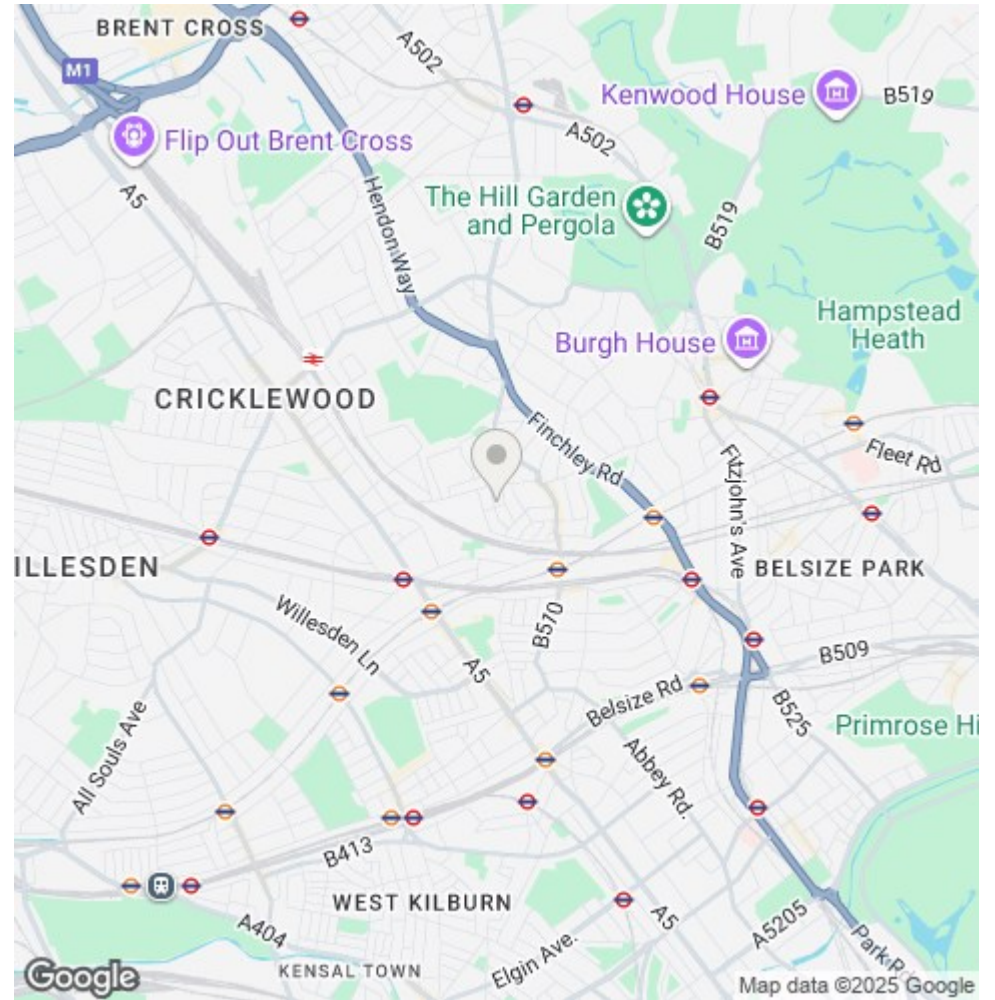 BRENT CROSS
A502
M1
Kenwood House
B519
Flip Out Brent Cross
A502
A5
Hendon Way
The Hill Garden
and Pergola
B519
Hampstead
Heath
Burgh House
CRICKLEWOOD
Finchley Rd
Fitzjohn's Ave
Fleet Rd
ILLESDEN
BELSIZE PARK
Willesden Ln
B570
A5
B509
Belsize Rd
B525
Primrose Hi
All Souls Ave
Abbey Rd.
B413
WEST KILBURN
A5
A5205
A404
Elgin Ave.
Park Rd
KENSAL TOWN
Google
Map data ©2025 Google